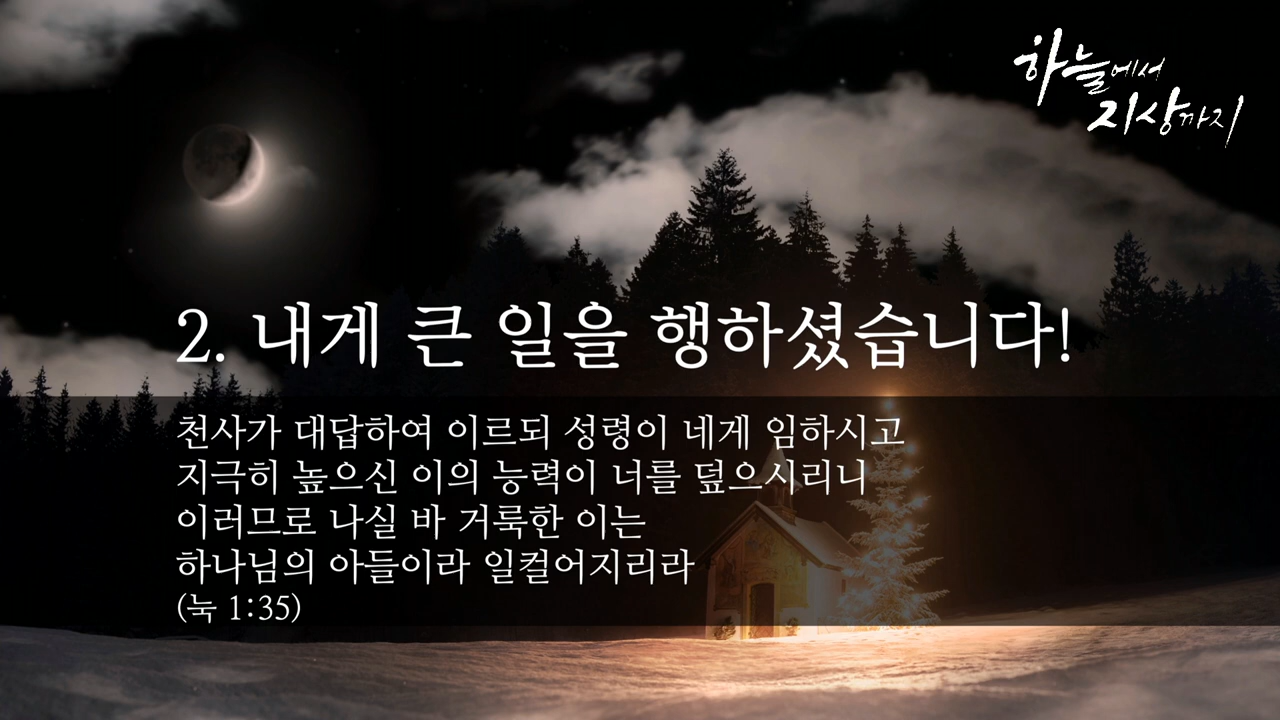 하늘에서
지상까지
2. 내게 큰 일을 행하셨습니다!
천사가 대답하여 이르되 성령이 네게 임하시고
지극히 높으신 이의 능력이 너를 덮으시리니
이러므로 나실 바 거룩한 이는
하나님의 아들이라 일컬어지리라
(눅 1:35)